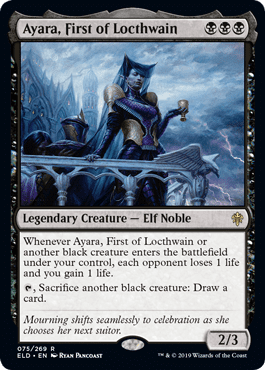 Ayara, First of Locthwain
Legendary Creature — Elf Noble
Whenever Ayara, First of Locthwain or
another black creature enters the battlefield
under your control, each opponent loses 1 life
and you gain 1 life.
, Sacrifice another black creature: Draw a
card.
Mourning shifts seamlessly to celebration as she
chooses her next suitor.
2/3
075/269 R
ELD • EN Ryan Pancoast
™ & © 2019 Wizards of the Coast